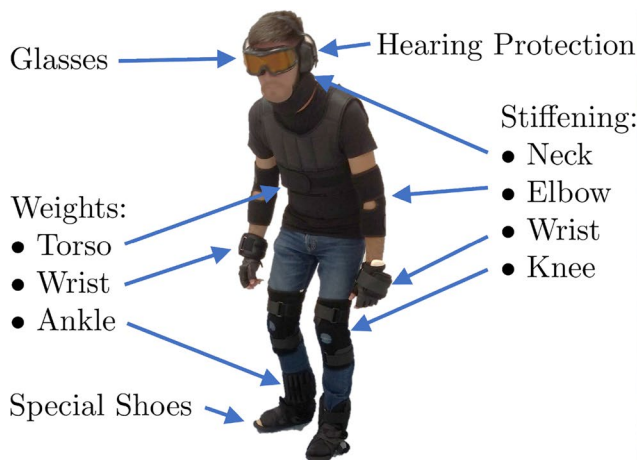 Glasses
Hearing Protection
Stiffening:
• Neck
• Elbow
• Wrist
• Knee
Weights:
• Torso
• Wrist
• Ankle
Special Shoes